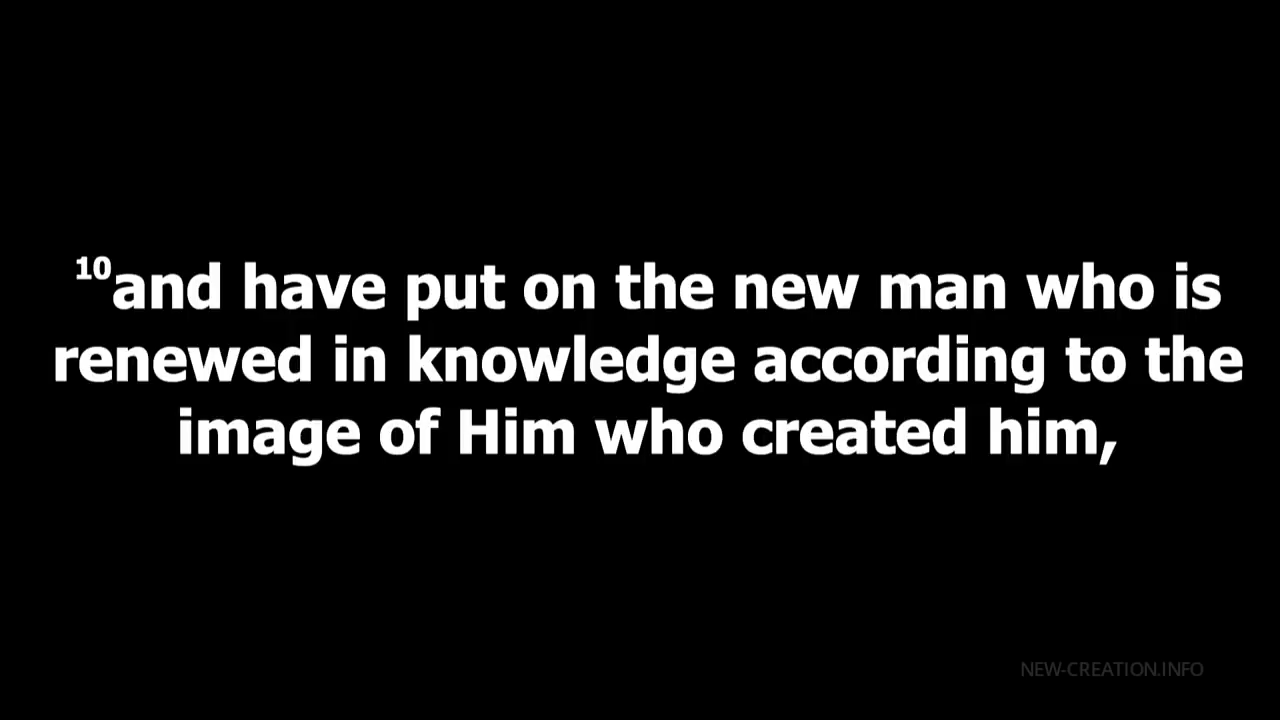 10and have put on the new man who is
renewed in knowledge according to the
image of Him who created him,
NEW-CREATION.INFO